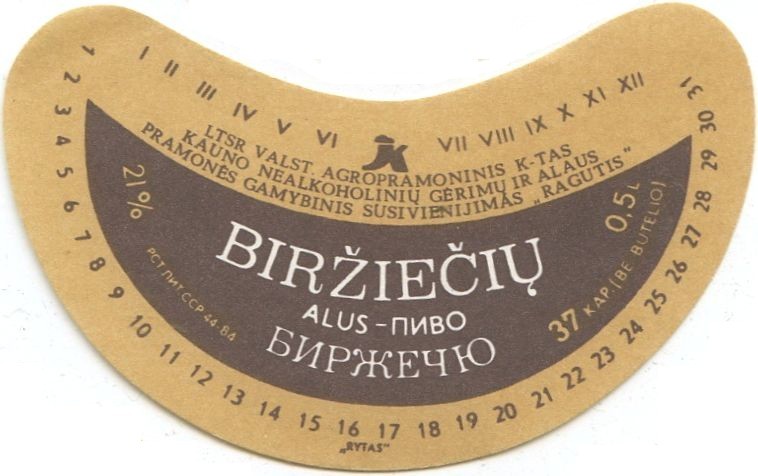 I II III IV V VI VII VIII IX X XI XII
LTSR VALST. AGROPRAMONINIS K-TAS
KAUNO NEALKOHOLINIŲ GĖRIMŲ IR ALAUS
PRAMONĖS GAMYBINIS SUSIVIENIJIMAS „RAGUTIS"
21%
РСТ ЛИТ. ССР 44-84
BIRŽIEČIŲ
ALUS - ПИВО
БИРЖЕЧЮ
0,5 L
37 KAP. (BE BUTELIO)
1 2 3 4 5 6 7 8 9 10 11 12 13 14 15 16 17 18 19 20 21 22 23 24 25 26 27 28 29 30 31
„RYTAS"